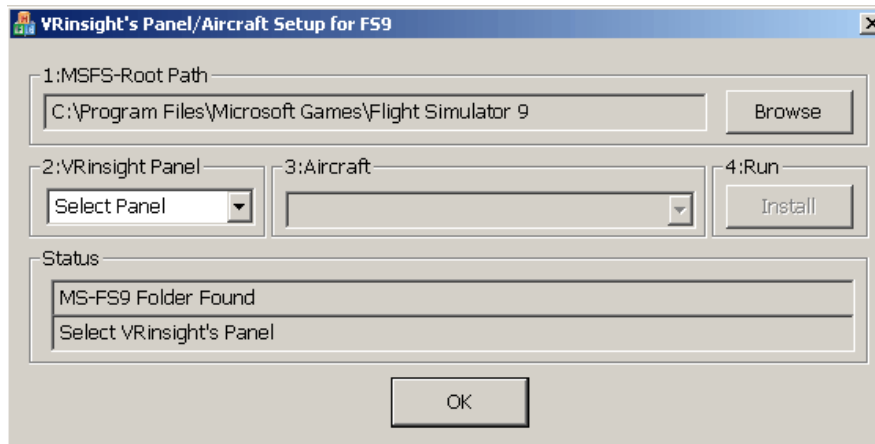 VRinsight's Panel/Aircraft Setup for FS9
1:MSFS-Root Path
C:\Program Files\Microsoft Games\Flight Simulator 9
Browse
2:VRinsight Panel
3:Aircraft
4:Run
Select Panel
Install
Status
MS-FS9 Folder Found
Select VRinsight's Panel
OK